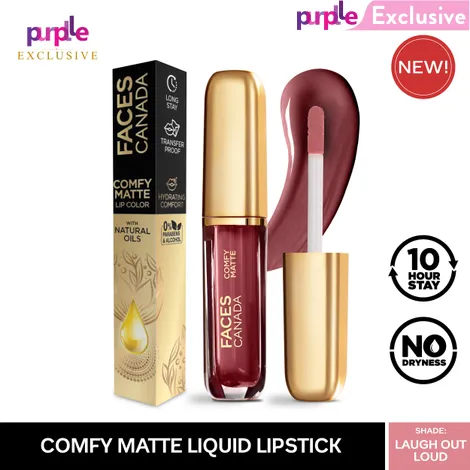 purplle
EXCLUSIVE
purplle Exclusive
NEW!
FACES
CANADA
COMFY
MATTE
LIP COLOR
WITH
NATURAL
OILS
LONG
STAY
TRANSFER
PROOF
HYDRATING
COMFORT
0%
PARABENS
& ALCOHOL
FACES
CANADA
COMFY
MATTE
10
HOUR
STAY
NO
DRYNESS
COMFY MATTE LIQUID LIPSTICK
SHADE:
LAUGH OUT
LOUD